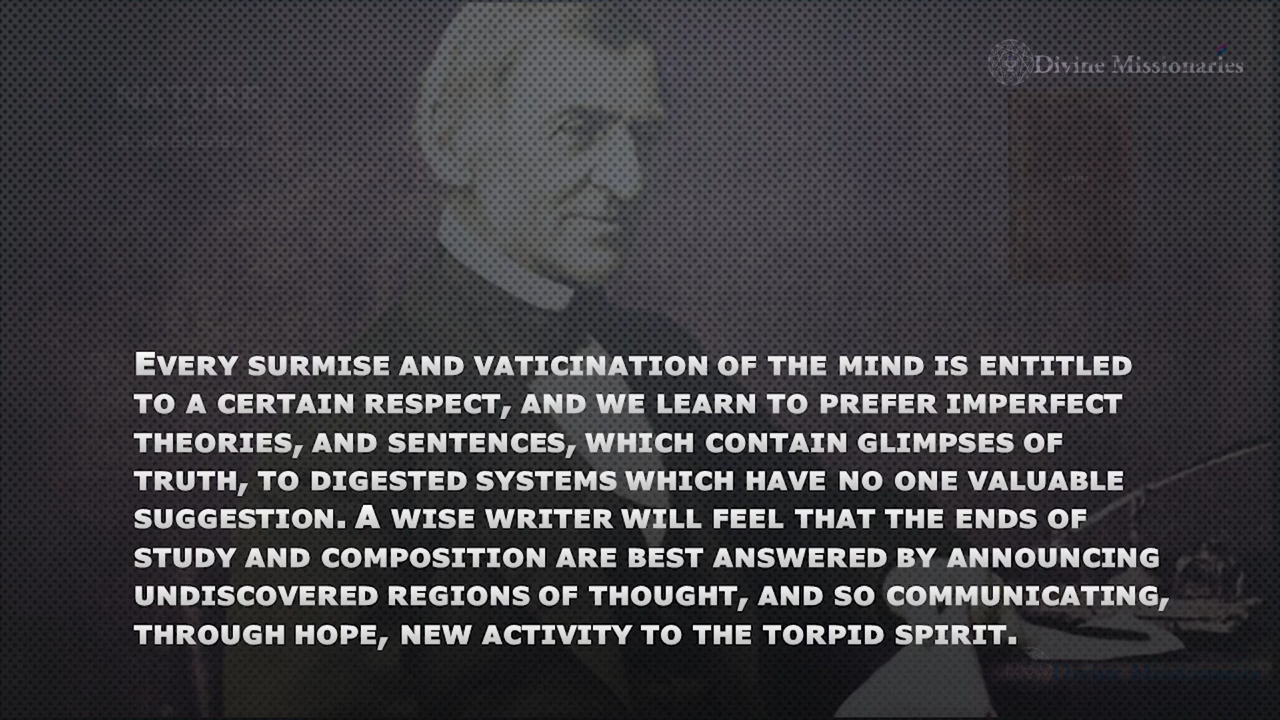 NATURE
Divine Missionaries
EVERY SURMISE AND VATICINATION OF THE MIND IS ENTITLED
TO A CERTAIN RESPECT, AND WE LEARN TO PREFER IMPERFECT
THEORIES, AND SENTENCES, WHICH CONTAIN GLIMPSES OF
TRUTH, TO DIGESTED SYSTEMS WHICH HAVE NO ONE VALUABLE
SUGGESTION. A WISE WRITER WILL FEEL THAT THE ENDS OF
STUDY AND COMPOSITION ARE BEST ANSWERED BY ANNOUNCING
UNDISCOVERED REGIONS OF THOUGHT, AND SO COMMUNICATING,
THROUGH HOPE, NEW ACTIVITY TO THE TORPID SPIRIT.